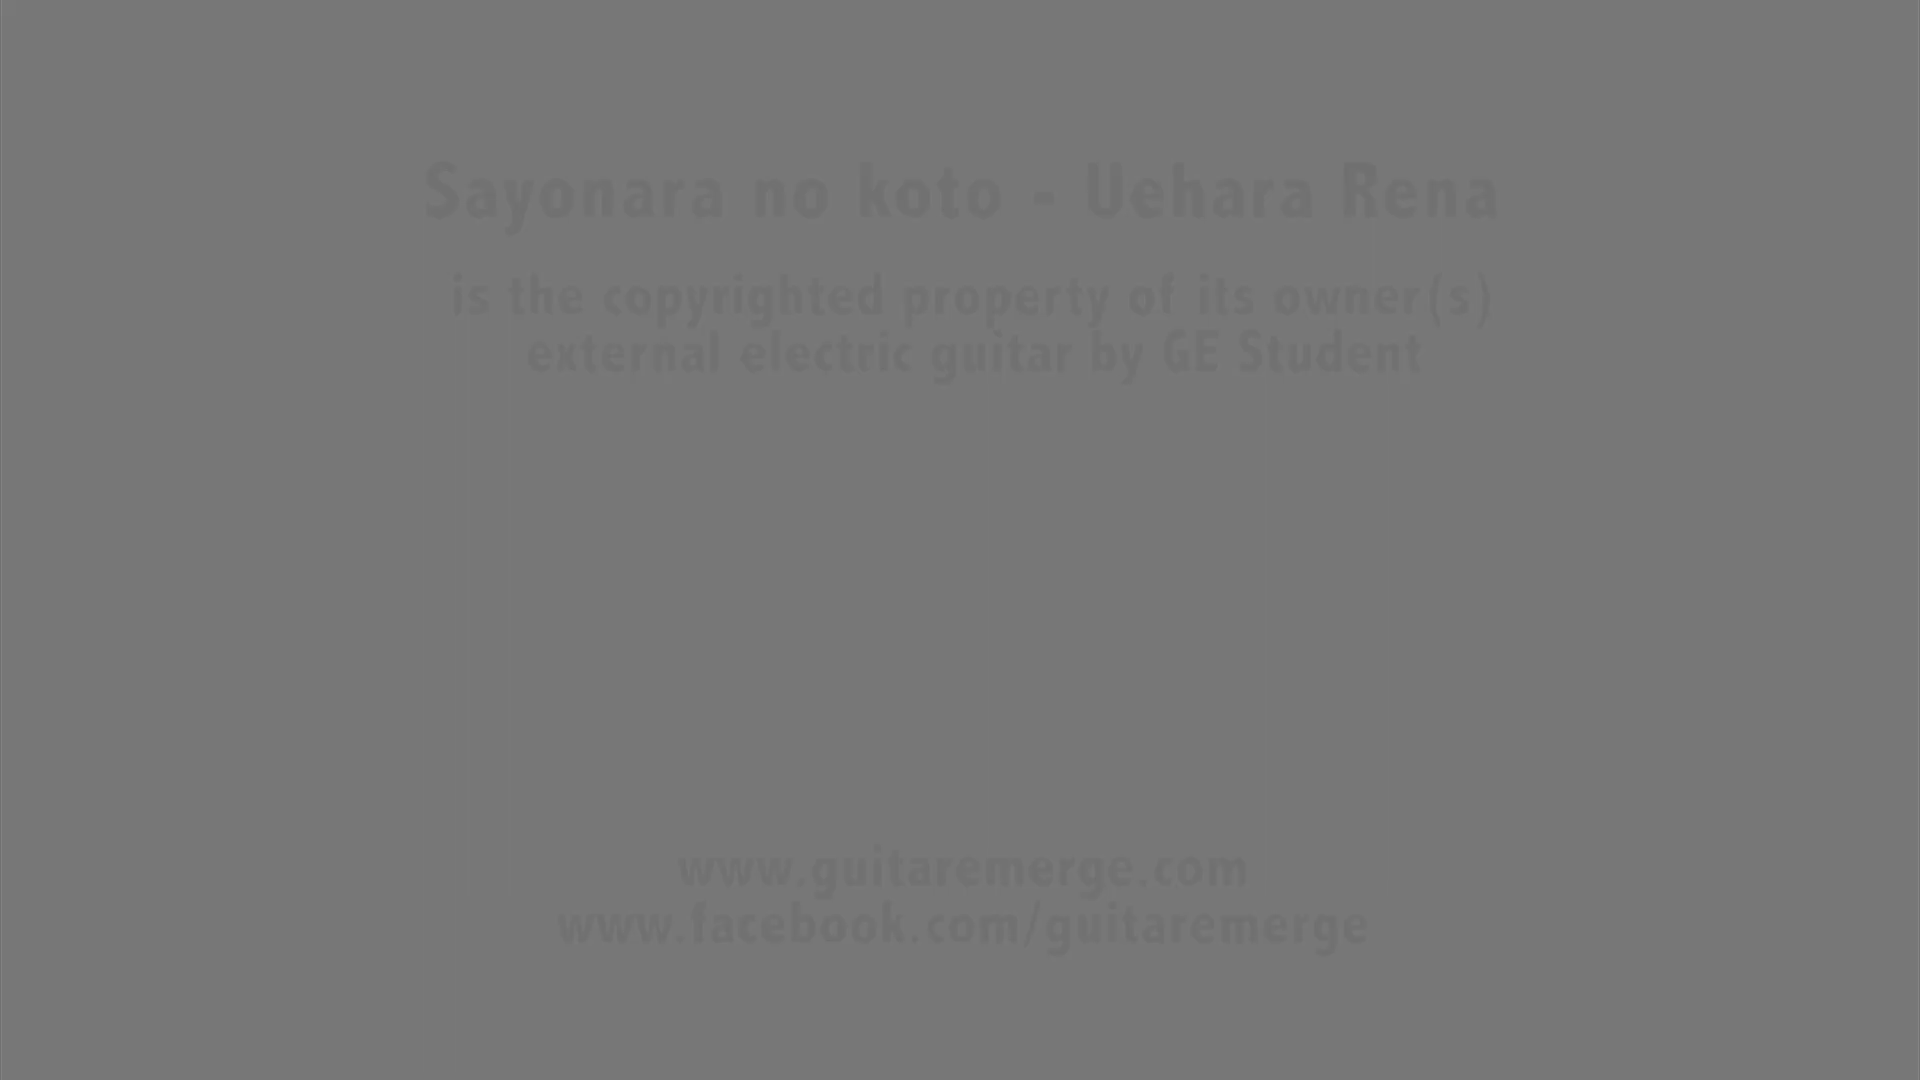 Sayonara no koto - Uehara Rena
is the copyrighted property of its owner(s)
external electric guitar by GE Student
www.guitaremerge.com
www.facebook.com/guitaremerge